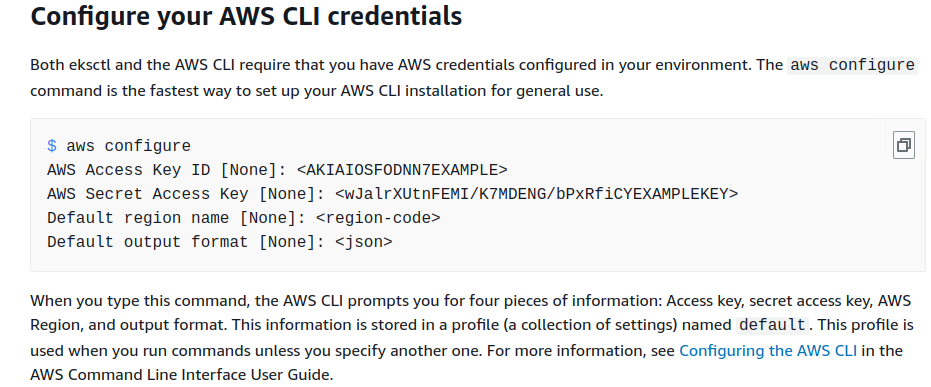 Configure your AWS CLI credentials
Both eksctl and the AWS CLI require that you have AWS credentials configured in your environment. The aws configure
command is the fastest way to set up your AWS CLI installation for general use.
$ aws configure
AWS Access Key ID [None]: <AKIAIOSFODNN7EXAMPLE>
AWS Secret Access Key [None]: <wJalrXUtnFEMI/K7MDENG/bPxRfiCYEXAMPLEKEY>
Default region name [None]: <region-code>
Default output format [None]: <json>
When you type this command, the AWS CLI prompts you for four pieces of information: Access key, secret access key, AWS
Region, and output format. This information is stored in a profile (a collection of settings) named default. This profile is
used when you run commands unless you specify another one. For more information, see Configuring the AWS CLI in the
AWS Command Line Interface User Guide.